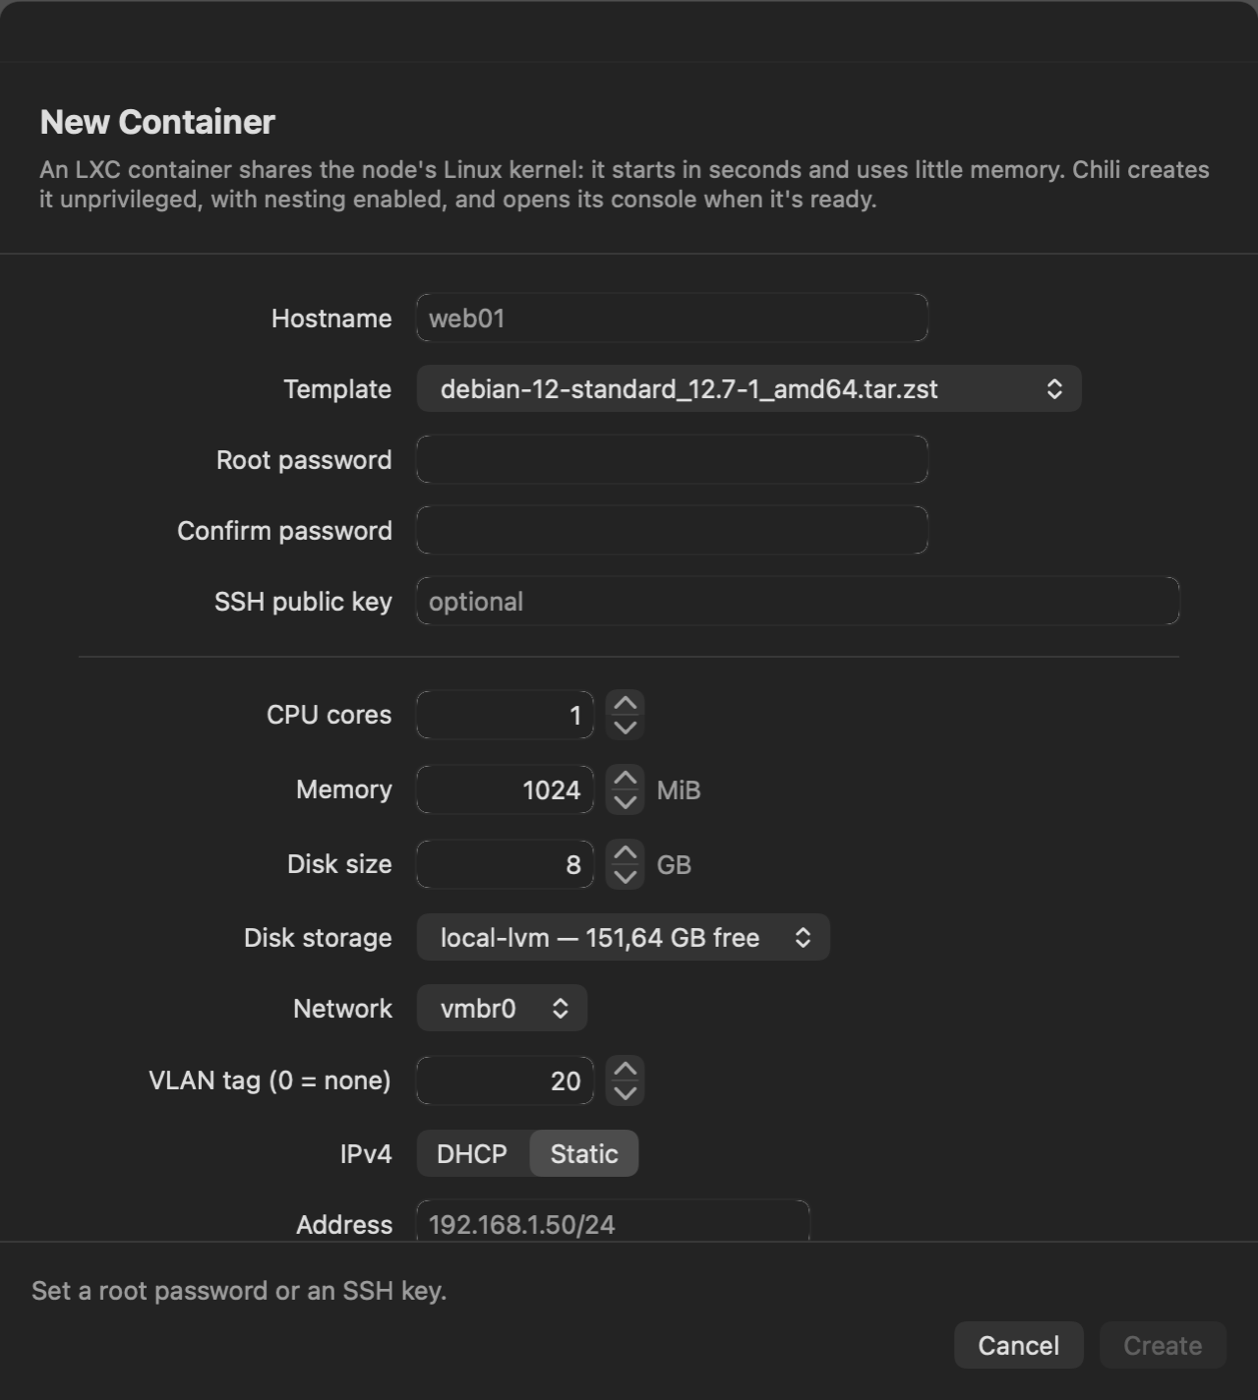 New Container
An LXC container shares the node's Linux kernel: it starts in seconds and uses little memory. Chili creates
it unprivileged, with nesting enabled, and opens its console when it's ready.
Hostname web01
Template debian-12-standard_12.7-1_amd64.tar.zst
Root password
Confirm password
SSH public key optional
CPU cores 1
Memory 1024 MiB
Disk size 8 GB
Disk storage local-lvm — 151,64 GB free
Network vmbr0
VLAN tag (0 = none) 20
IPv4 DHCP Static
Address 192.168.1.50/24
Set a root password or an SSH key.
Cancel Create